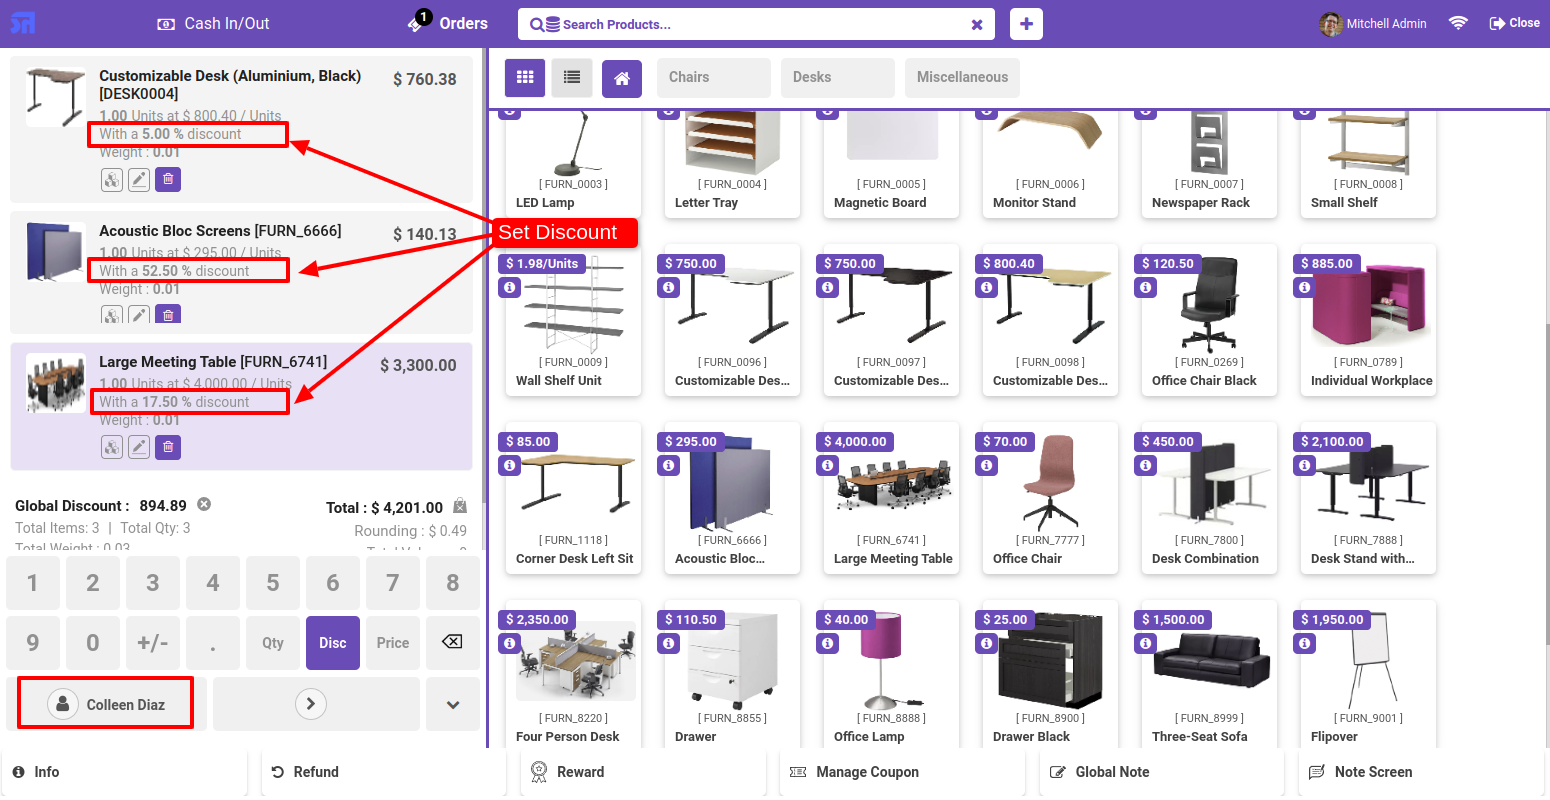 Cash In/Out
1
Orders
Search Products...
Mitchell Admin
Close
Customizable Desk (Aluminium, Black)
[DESK0004]
$ 760.38
1.00 Units at $ 800.40 / Units
With a 5.00 % discount
Weight : 0.01
Acoustic Bloc Screens [FURN_6666]
$ 140.13
1.00 Units at $ 295.00 / Units
With a 52.50 % discount
Weight : 0.01
Large Meeting Table [FURN_6741]
$ 3,300.00
1.00 Units at $ 4,000.00 / Units
With a 17.50 % discount
Weight : 0.01
Set Discount
Global Discount : 894.89
Total : $ 4,201.00
Total Items: 3 | Total Qty: 3
Rounding : $ 0.49
Total Weight : 0.03
1 2 3 4 5 6 7 8
9 0 +/- . Qty Disc Price
Colleen Diaz
Chairs
Desks
Miscellaneous
[ FURN_0003 ]
LED Lamp
[ FURN_0004 ]
Letter Tray
[ FURN_0005 ]
Magnetic Board
[ FURN_0006 ]
Monitor Stand
[ FURN_0007 ]
Newspaper Rack
[ FURN_0008 ]
Small Shelf
$ 1.98/Units
[ FURN_0009 ]
Wall Shelf Unit
$ 750.00
[ FURN_0096 ]
Customizable Des...
$ 750.00
[ FURN_0097 ]
Customizable Des...
$ 800.40
[ FURN_0098 ]
Customizable Des...
$ 120.50
[ FURN_0269 ]
Office Chair Black
$ 885.00
[ FURN_0789 ]
Individual Workplace
$ 85.00
[ FURN_1118 ]
Corner Desk Left Sit
$ 295.00
[ FURN_6666 ]
Acoustic Bloc...
$ 4,000.00
[ FURN_6741 ]
Large Meeting Table
$ 70.00
[ FURN_7777 ]
Office Chair
$ 450.00
[ FURN_7800 ]
Desk Combination
$ 2,100.00
[ FURN_7888 ]
Desk Stand with...
$ 2,350.00
[ FURN_8220 ]
Four Person Desk
$ 110.50
[ FURN_8855 ]
Drawer
$ 40.00
[ FURN_8888 ]
Office Lamp
$ 25.00
[ FURN_8900 ]
Drawer Black
$ 1,500.00
[ FURN_8999 ]
Three-Seat Sofa
$ 1,950.00
[ FURN_9001 ]
Flipover
Info
Refund
Reward
Manage Coupon
Global Note
Note Screen